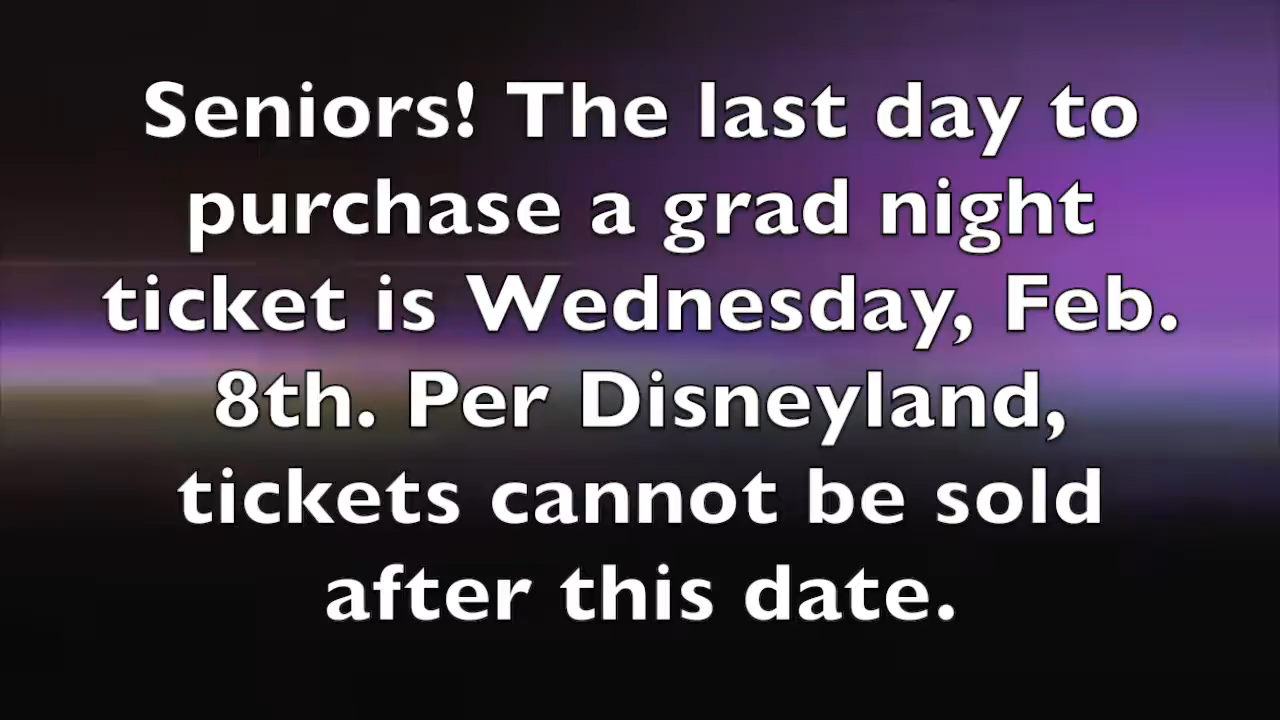 Seniors! The last day to
purchase a grad night
ticket is Wednesday, Feb.
8th. Per Disneyland,
tickets cannot be sold
after this date.